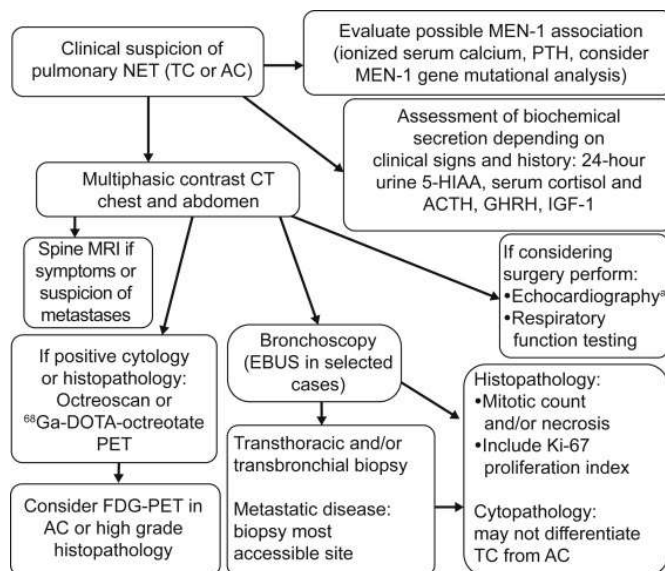 Clinical suspicion of
pulmonary NET (TC or AC)
Evaluate possible MEN-1 association
(ionized serum calcium, PTH, consider
MEN-1 gene mutational analysis)
Assessment of biochemical
secretion depending on
clinical signs and history: 24-hour
urine 5-HIAA, serum cortisol and
ACTH, GHRH, IGF-1
Multiphasic contrast CT
chest and abdomen
Spine MRI if
symptoms or
suspicion of
metastases
If considering
surgery perform:
•Echocardiographyᵃ
•Respiratory
function testing
If positive cytology
or histopathology:
Octreoscan or
⁶⁸Ga-DOTA-octreotate
PET
Bronchoscopy
(EBUS in selected
cases)
Histopathology:
•Mitotic count
and/or necrosis
•Include Ki-67
proliferation index
Cytopathology:
may not differentiate
TC from AC
Transthoracic and/or
transbronchial biopsy
Metastatic disease:
biopsy most
accessible site
Consider FDG-PET in
AC or high grade
histopathology